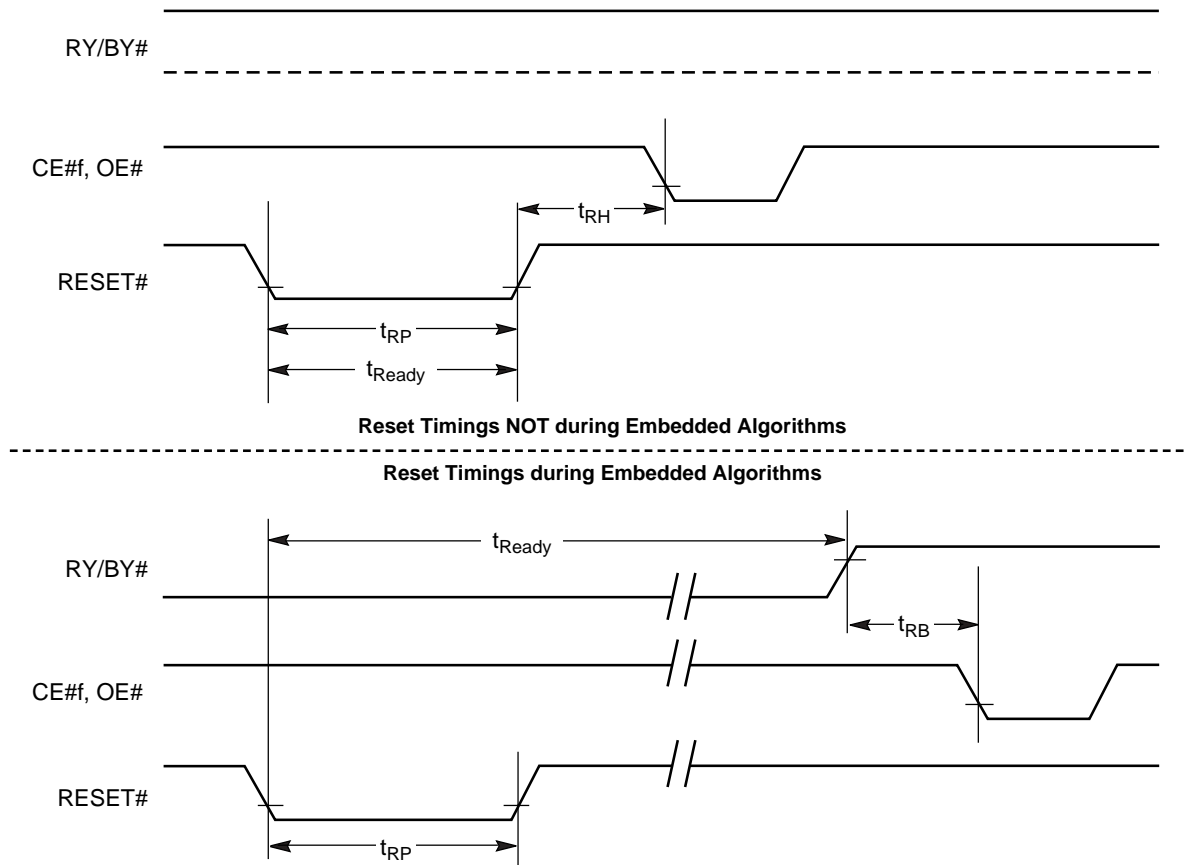 RY/BY#
CE#f, OE#
tRH
RESET#
tRP
tReady
Reset Timings NOT during Embedded Algorithms
Reset Timings during Embedded Algorithms
tReady
RY/BY#
tRB
CE#f, OE#
RESET#
tRP